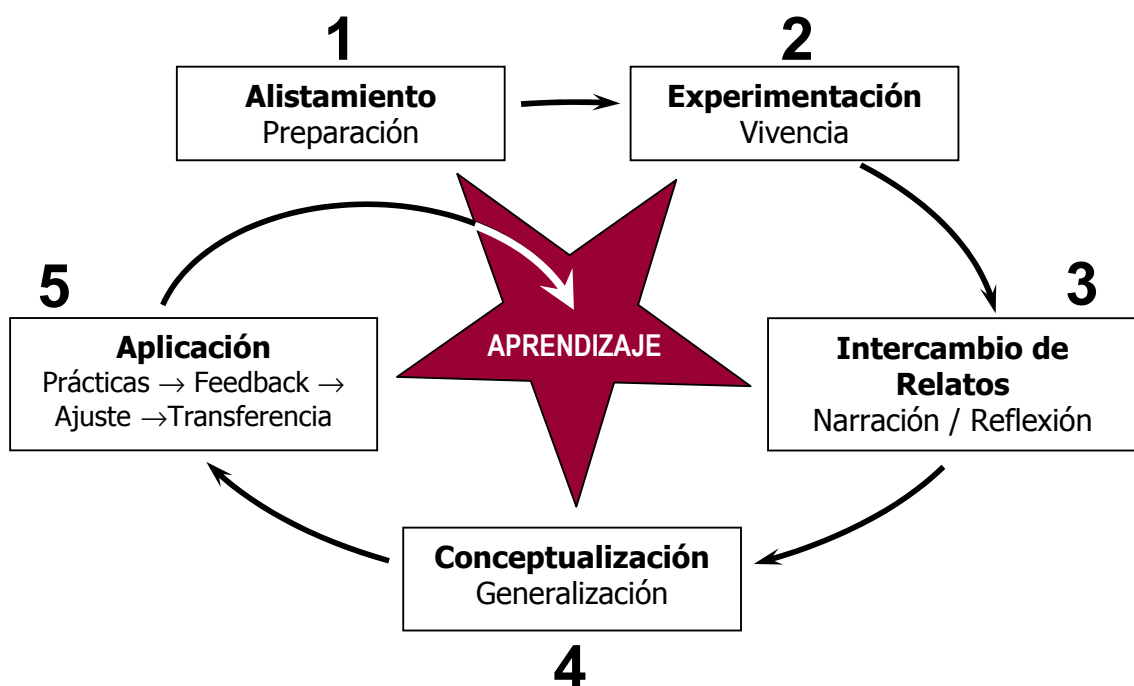 1
Alistamiento
Preparación
2
Experimentación
Vivencia
3
Intercambio de
Relatos
Narración / Reflexión
4
Conceptualización
Generalización
5
Aplicación
Prácticas → Feedback →
Ajuste →Transferencia
APRENDIZAJE